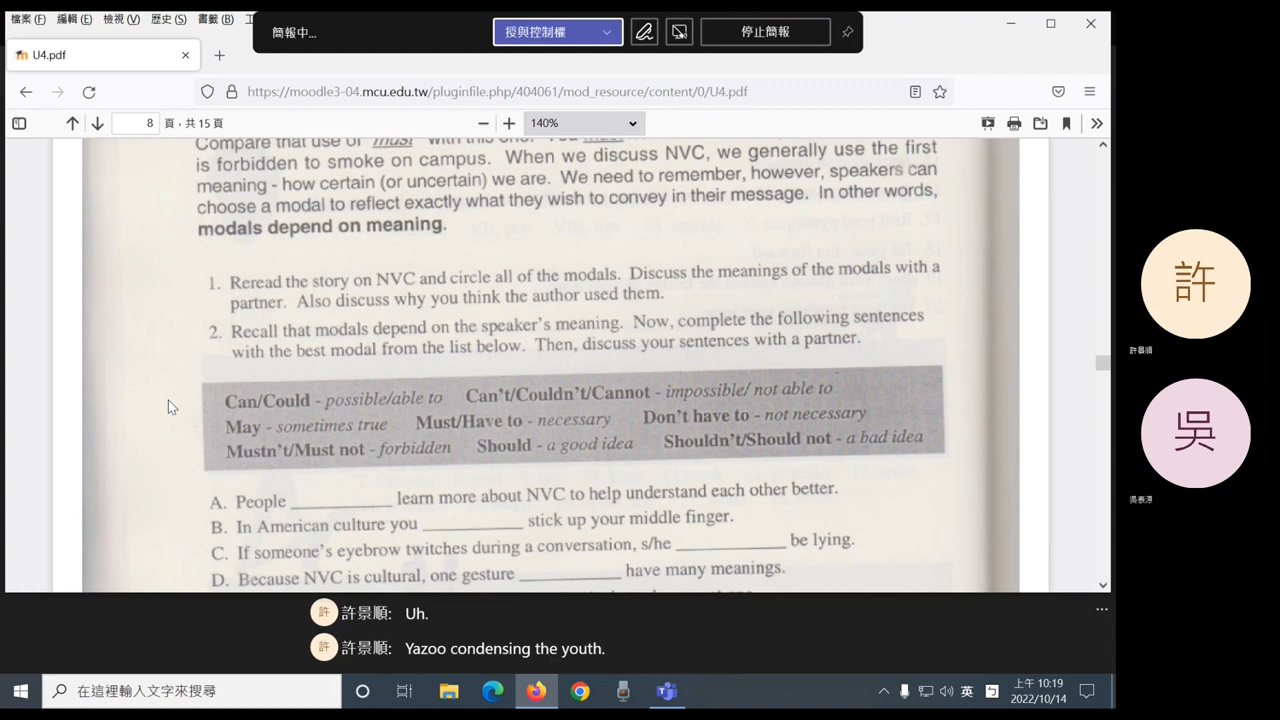 檔案 (F) 編輯 (E) 檢視 (V) 歷史 (S) 書籤 (B)
簡報中...
授與控制權
停止簡報
U4.pdf
https://moodle3-04.mcu.edu.tw/pluginfile.php/404061/mod_resource/content/0/U4.pdf
8 頁，共 15 頁
140%
is forbidden to smoke on campus. When we discuss NVC, we generally use the first
meaning - how certain (or uncertain) we are. We need to remember, however, speakers can
choose a modal to reflect exactly what they wish to convey in their message. In other words,
modals depend on meaning.
1. Reread the story on NVC and circle all of the modals. Discuss the meanings of the modals with a
partner. Also discuss why you think the author used them.
2. Recall that modals depend on the speaker's meaning. Now, complete the following sentences
with the best modal from the list below. Then, discuss your sentences with a partner.
Can/Could - possible/able to Can't/Couldn't/Cannot - impossible/ not able to
May - sometimes true Must/Have to - necessary Don't have to - not necessary
Mustn't/Must not - forbidden Should - a good idea Shouldn't/Should not - a bad idea
A. People __________ learn more about NVC to help understand each other better.
B. In American culture you __________ stick up your middle finger.
C. If someone's eyebrow twitches during a conversation, s/he ___________ be lying.
D. Because NVC is cultural, one gesture __________ have many meanings.
許
許景順
吳
許 許景順: Uh.
許 許景順: Yazoo condensing the youth.
在這裡輸入文字來搜尋
英
上午 10:19
2022/10/14